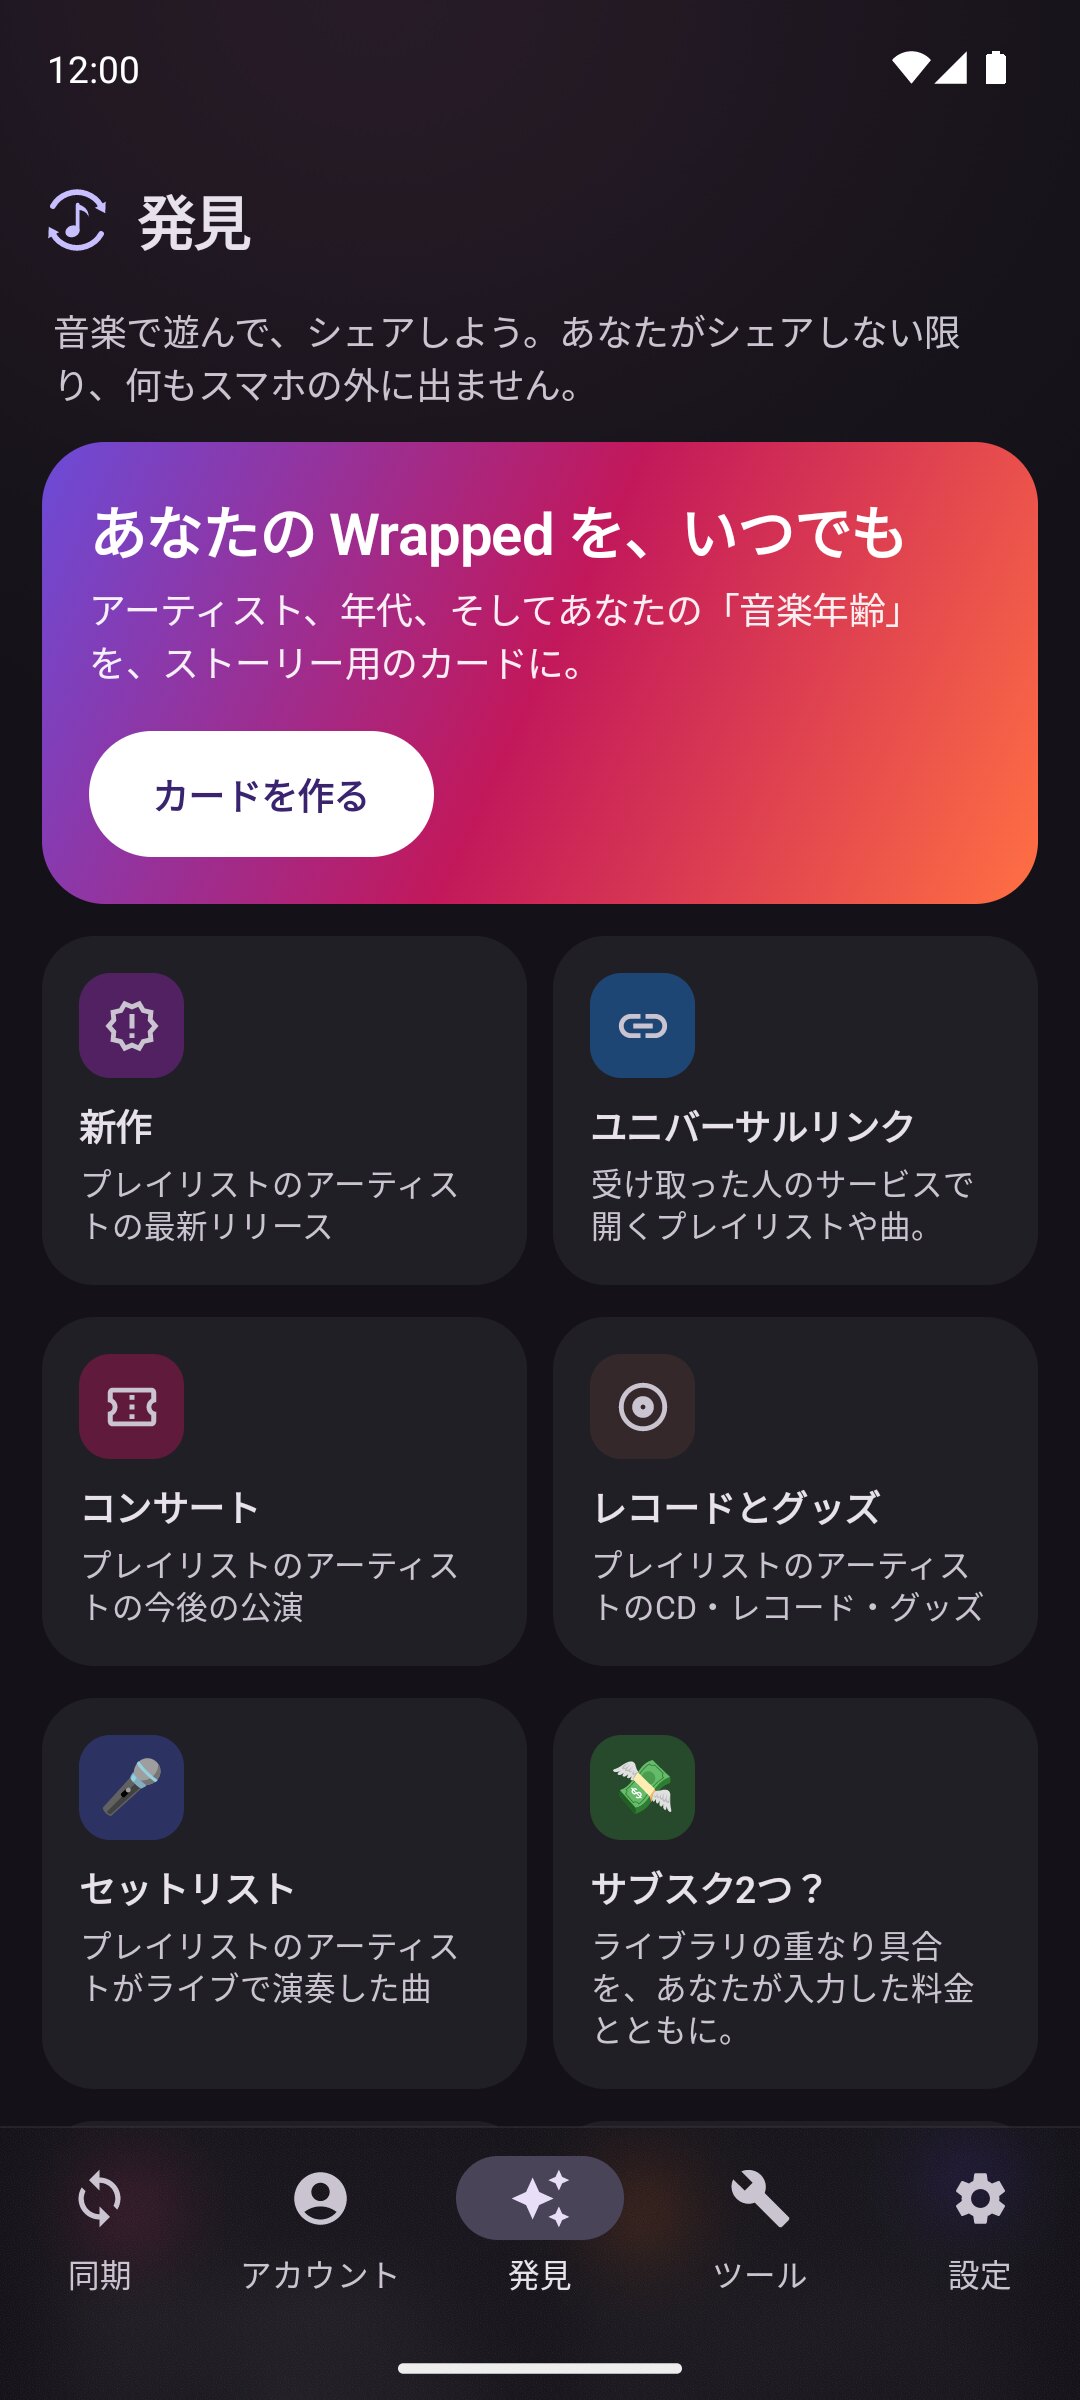 12:00
発見
音楽で遊んで、シェアしよう。あなたがシェアしない限
り、何もスマホの外に出ません。
あなたの Wrapped を、いつでも
アーティスト、年代、そしてあなたの「音楽年齢」
を、ストーリー用のカードに。
カードを作る
新作
プレイリストのアーティス
トの最新リリース
ユニバーサルリンク
受け取った人のサービスで
開くプレイリストや曲。
コンサート
プレイリストのアーティス
トの今後の公演
レコードとグッズ
プレイリストのアーティス
トのCD・レコード・グッズ
セットリスト
プレイリストのアーティス
トがライブで演奏した曲
サブスク2つ？
ライブラリの重なり具合
を、あなたが入力した料金
とともに。
同期
アカウント
発見
ツール
設定